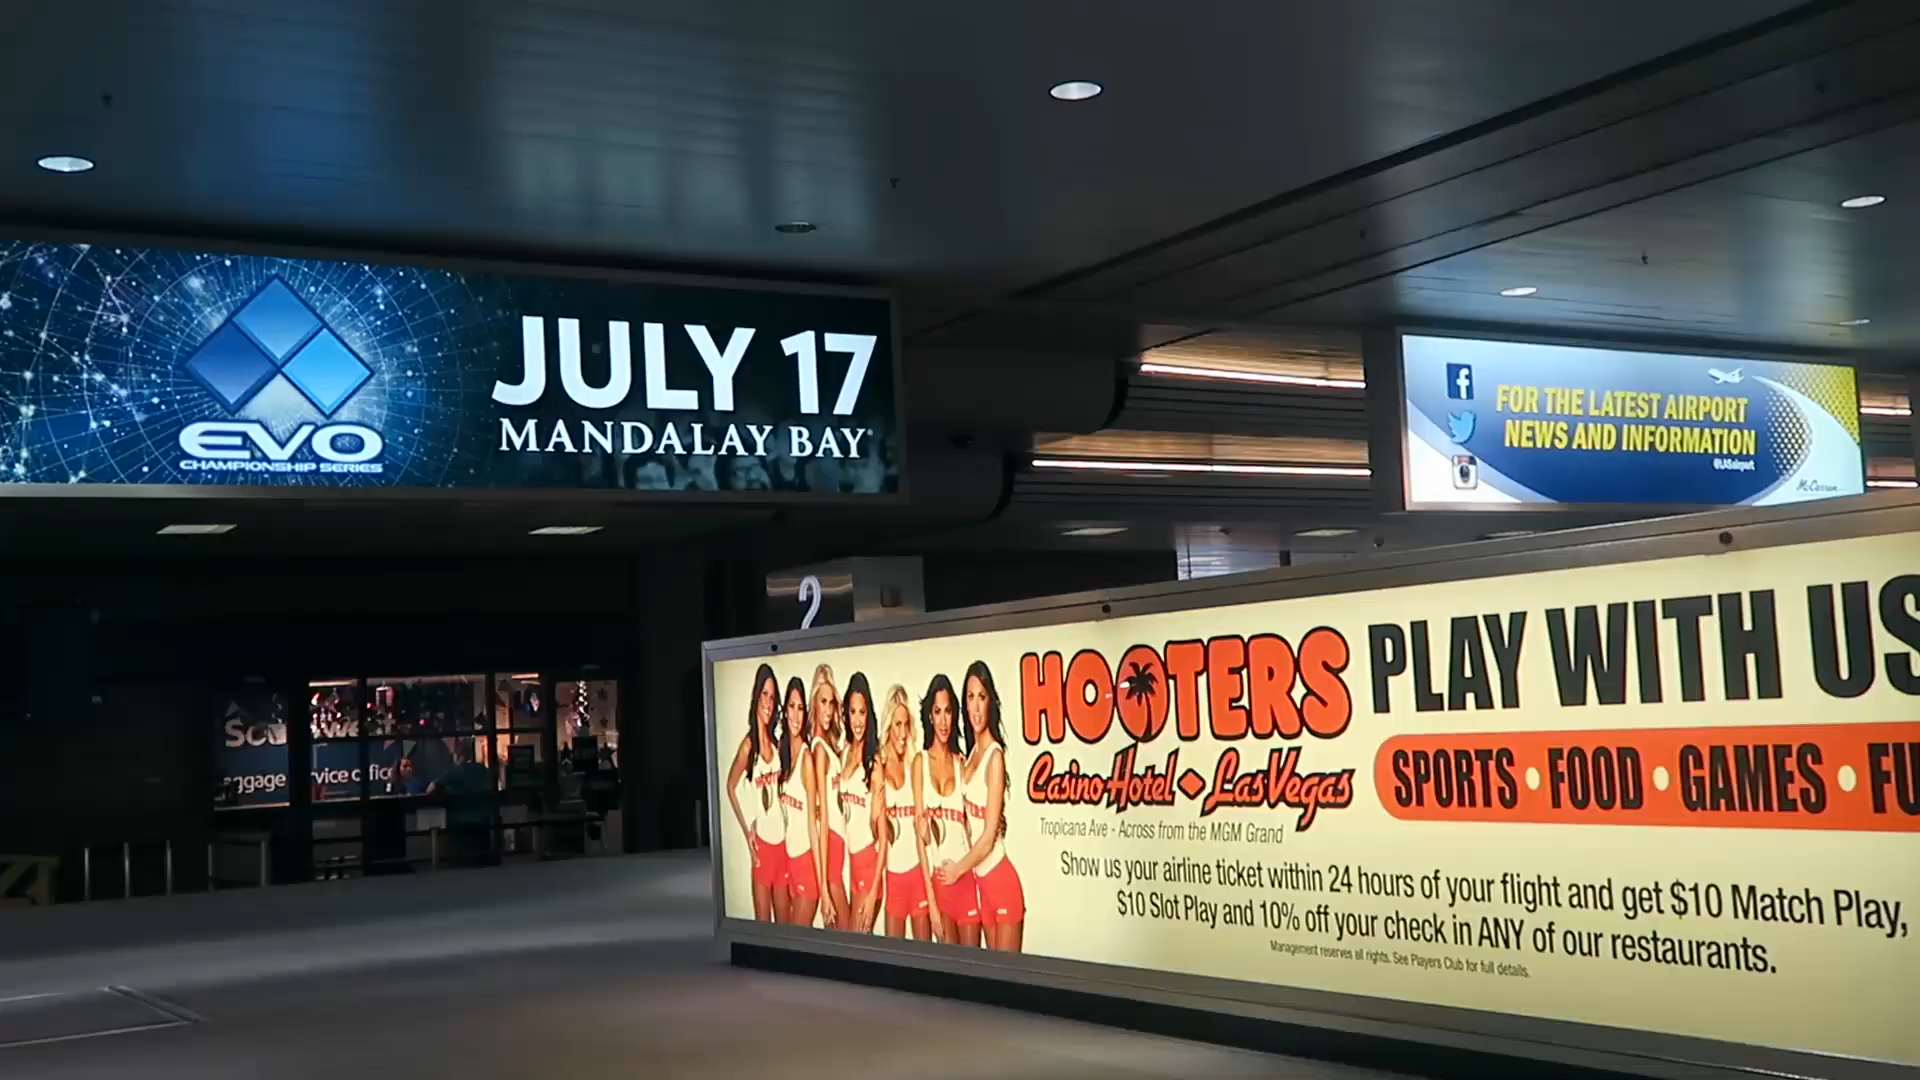 JULY 17
MANDALAY BAY
EVO
CHAMPIONSHIP SERIES
FOR THE LATEST AIRPORT
NEWS AND INFORMATION
@LASairport
McCarran
2
HOOTERS
Casino Hotel Las Vegas
Tropicana Ave - Across from the MGM Grand
PLAY WITH US
SPORTS • FOOD • GAMES • FU
Show us your airline ticket within 24 hours of your flight and get $10 Match Play,
$10 Slot Play and 10% off your check in ANY of our restaurants.
Management reserves all rights. See Players Club for full details.